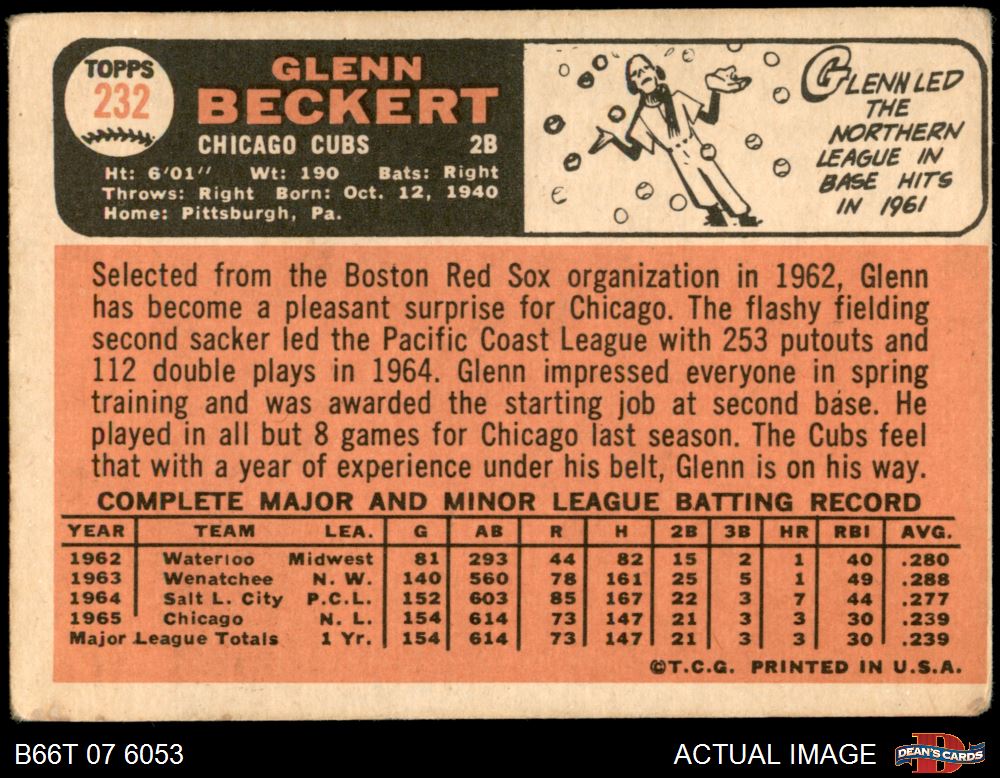 TOPPS
232
GLENN
BECKERT
CHICAGO CUBS 2B
Ht: 6'01" Wt: 190 Bats: Right
Throws: Right Born: Oct. 12, 1940
Home: Pittsburgh, Pa.
GLENN LED
THE
NORTHERN
LEAGUE IN
BASE HITS
IN 1961
Selected from the Boston Red Sox organization in 1962, Glenn
has become a pleasant surprise for Chicago. The flashy fielding
second sacker led the Pacific Coast League with 253 putouts and
112 double plays in 1964. Glenn impressed everyone in spring
training and was awarded the starting job at second base. He
played in all but 8 games for Chicago last season. The Cubs feel
that with a year of experience under his belt, Glenn is on his way.
COMPLETE MAJOR AND MINOR LEAGUE BATTING RECORD
YEAR TEAM LEA. G AB R H 2B 3B HR RBI AVG.
1962 Waterloo Midwest 81 293 44 82 15 2 1 40 .280
1963 Wenatchee N. W. 140 560 78 161 25 5 1 49 .288
1964 Salt L. City P.C.L. 152 603 85 167 22 3 7 44 .277
1965 Chicago N. L. 154 614 73 147 21 3 3 30 .239
Major League Totals 1 Yr. 154 614 73 147 21 3 3 30 .239
©T.C.G. PRINTED IN U.S.A.
B66T 07 6053
ACTUAL IMAGE
D
DEAN'S CARDS